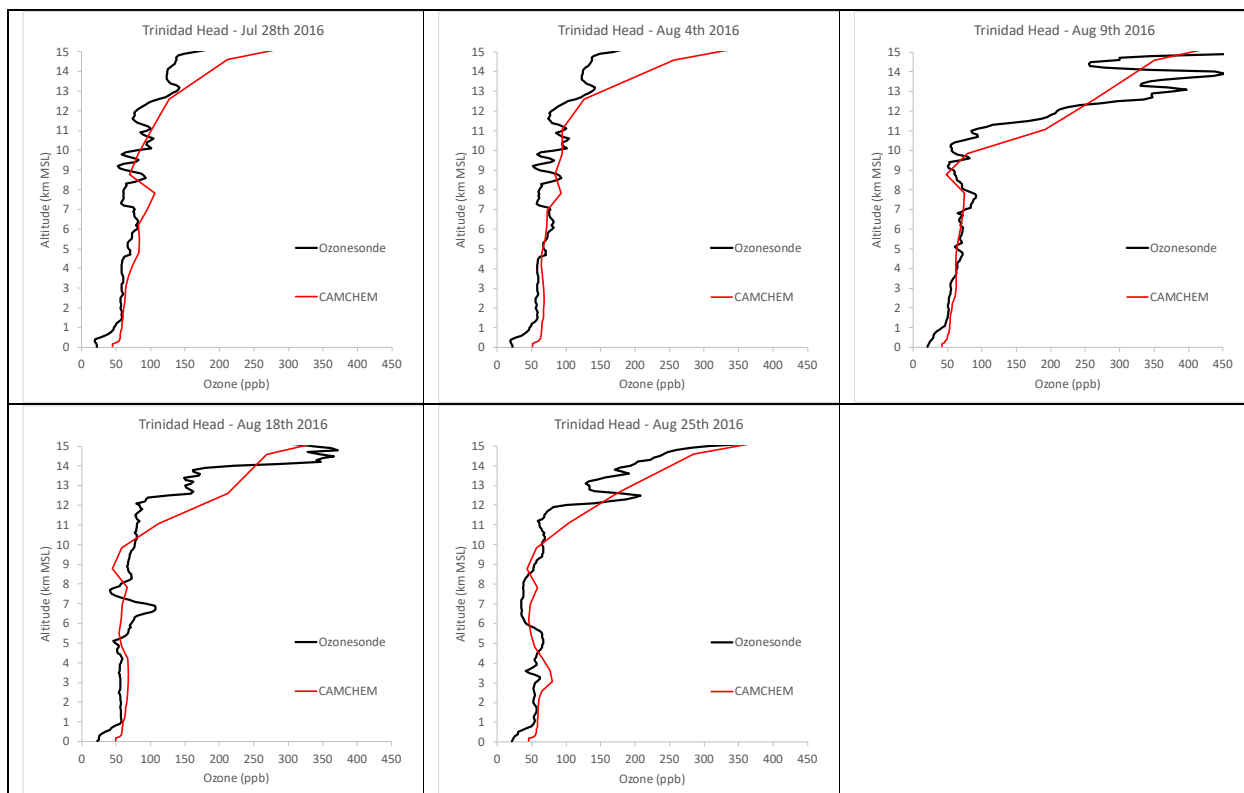 Trinidad Head - Jul 28th 2016
15
14
13
12
11
10
9
8
7
6
5
4
3
2
1
0
Altitude (km MSL)
Ozonesonde
CAMCHEM
0 50 100 150 200 250 300 350 400 450
Ozone (ppb)
Trinidad Head - Aug 4th 2016
15
14
13
12
11
10
9
8
7
6
5
4
3
2
1
0
Altitude (km MSL)
Ozonesonde
CAMCHEM
0 50 100 150 200 250 300 350 400 450
Ozone (ppb)
Trinidad Head - Aug 9th 2016
15
14
13
12
11
10
9
8
7
6
5
4
3
2
1
0
Altitude (km MSL)
Ozonesonde
CAMCHEM
0 50 100 150 200 250 300 350 400 450
Ozone (ppb)
Trinidad Head - Aug 18th 2016
15
14
13
12
11
10
9
8
7
6
5
4
3
2
1
0
Altitude (km MSL)
Ozonesonde
CAMCHEM
0 50 100 150 200 250 300 350 400 450
Ozone (ppb)
Trinidad Head - Aug 25th 2016
15
14
13
12
11
10
9
8
7
6
5
4
3
2
1
0
Altitude (km MSL)
Ozonesonde
CAMCHEM
0 50 100 150 200 250 300 350 400 450
Ozone (ppb)